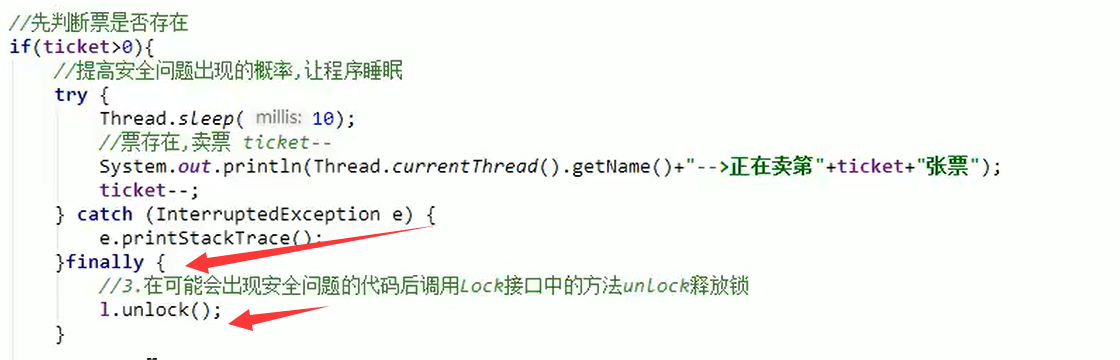 //先判断票是否存在
if(ticket>0){
//提高安全问题出现的概率,让程序睡眠
try {
Thread.sleep( millis: 10);
//票存在,卖票 ticket--
System.out.println(Thread.currentThread().getName()+"-->正在卖第"+ticket+"张票");
ticket--;
} catch (InterruptedException e) {
e.printStackTrace();
}finally {
//3.在可能会出现安全问题的代码后调用Lock接口中的方法unlock释放锁
l.unlock();
}